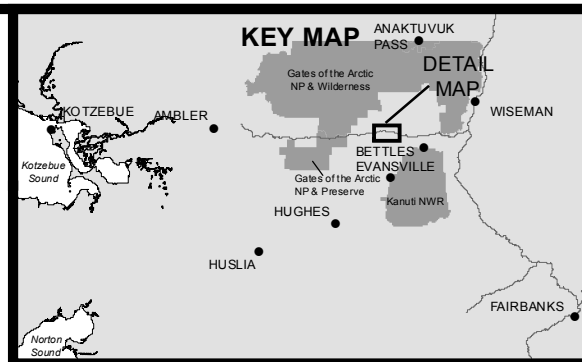 KEY MAP
ANAKTUVUK
PASS
DETAIL
MAP
Gates of the Arctic
NP & Wilderness
WISEMAN
KOTZEBUE
AMBLER
Kotzebue
Sound
BETTLES
EVANSVILLE
Gates of the Arctic
NP & Preserve
Kanuti NWR
HUGHES
HUSLIA
FAIRBANKS
Norton
Sound